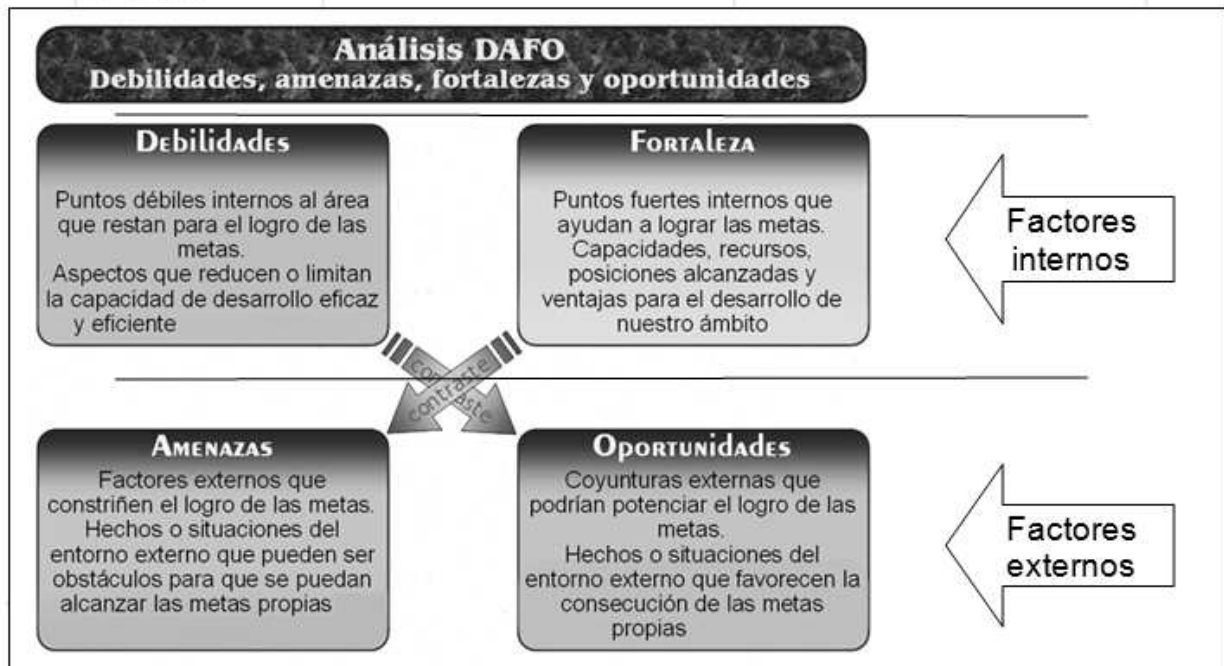 Análisis DAFO
Debilidades, amenazas, fortalezas y oportunidades
Debilidades
Puntos débiles internos al área
que restan para el logro de las
metas.
Aspectos que reducen o limitan
la capacidad de desarrollo eficaz
y eficiente
Fortaleza
Puntos fuertes internos que
ayudan a lograr las metas.
Capacidades, recursos,
posiciones alcanzadas y
ventajas para el desarrollo de
nuestro ámbito
Factores
internos
contraste
Amenazas
Factores externos que
constriñen el logro de las metas.
Hechos o situaciones del
entorno externo que pueden ser
obstáculos para que se puedan
alcanzar las metas propias
Oportunidades
Coyunturas externas que
podrían potenciar el logro de las
metas.
Hechos o situaciones del
entorno externo que favorecen la
consecución de las metas
propias
Factores
externos